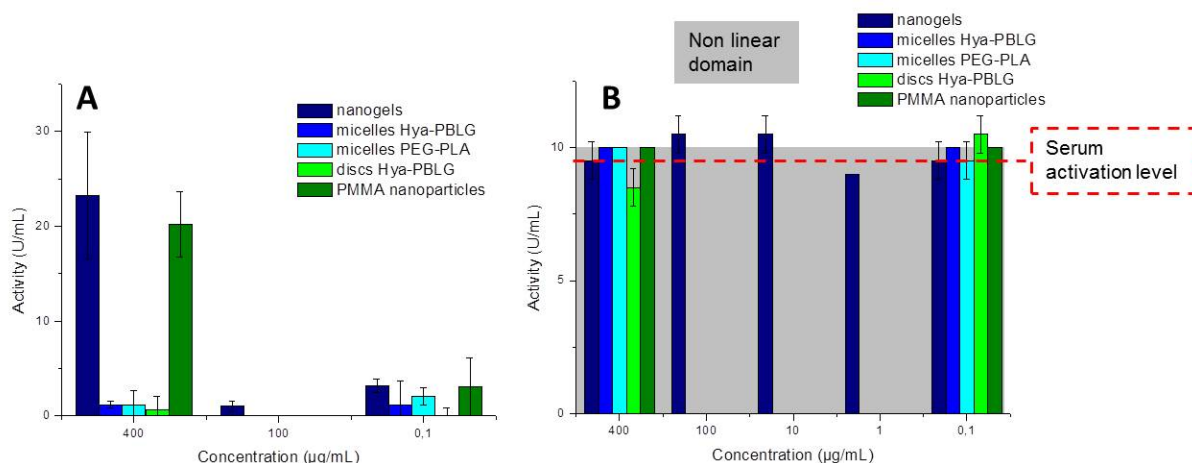 A
nanogels
micelles Hya-PBLG
micelles PEG-PLA
discs Hya-PBLG
PMMA nanoparticles
30
20
10
0
Activity (U/mL)
400
100
0,1
Concentration (µg/mL)
B
Non linear
domain
nanogels
micelles Hya-PBLG
micelles PEG-PLA
discs Hya-PBLG
PMMA nanoparticles
Serum
activation level
10
5
0
Activity (U/mL)
400
100
10
1
0,1
Concentration (µg/mL)